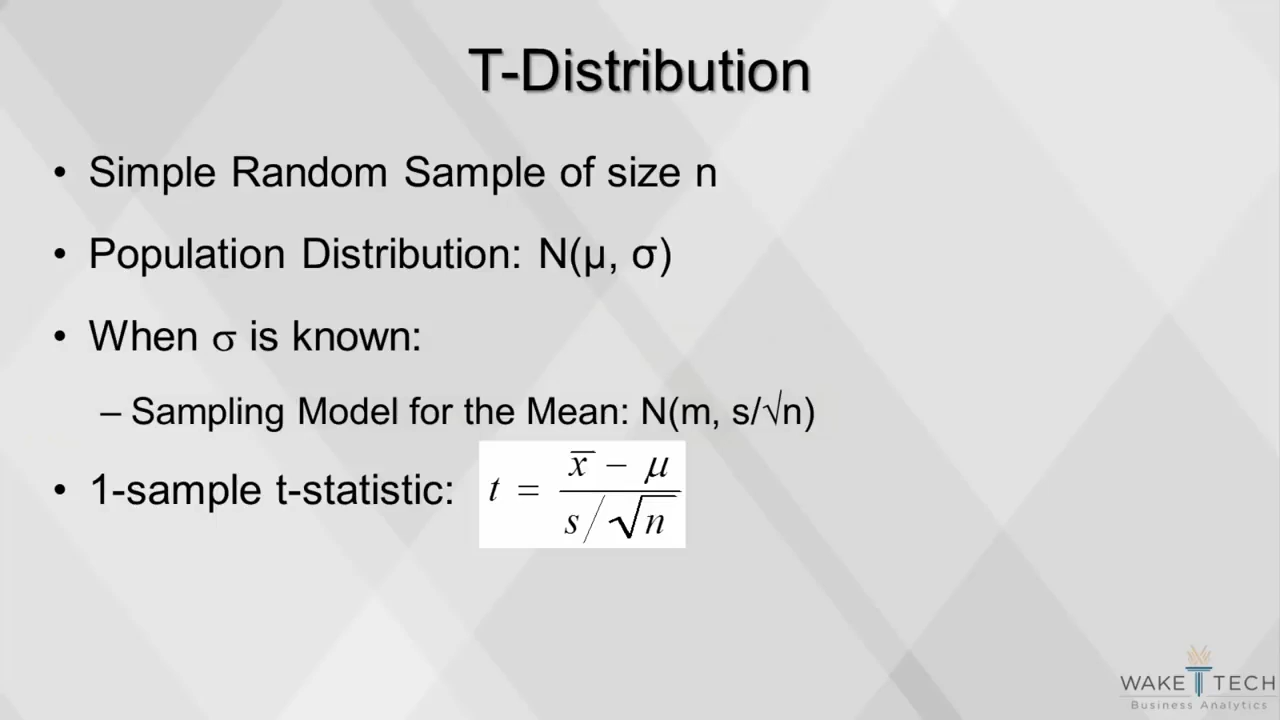 T-Distribution
• Simple Random Sample of size n
• Population Distribution: N(μ, σ)
• When σ is known:
– Sampling Model for the Mean: N(m, s/√n)
• 1-sample t-statistic: t = (x̄ − μ) / (s/√n)
WAKE TECH
Business Analytics